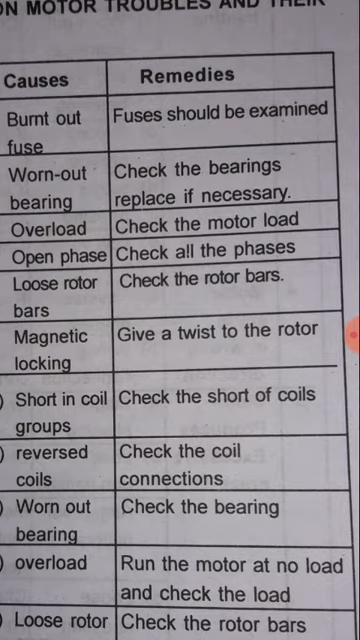 ON MOTOR TROUBLES AND THEIR
Causes Remedies
Burnt out Fuses should be examined
fuse
Worn-out Check the bearings
bearing replace if necessary.
Overload Check the motor load
Open phase Check all the phases
Loose rotor Check the rotor bars.
bars
Magnetic Give a twist to the rotor
locking
) Short in coil Check the short of coils
groups
) reversed Check the coil
coils connections
) Worn out Check the bearing
bearing
) overload Run the motor at no load
and check the load
) Loose rotor Check the rotor bars